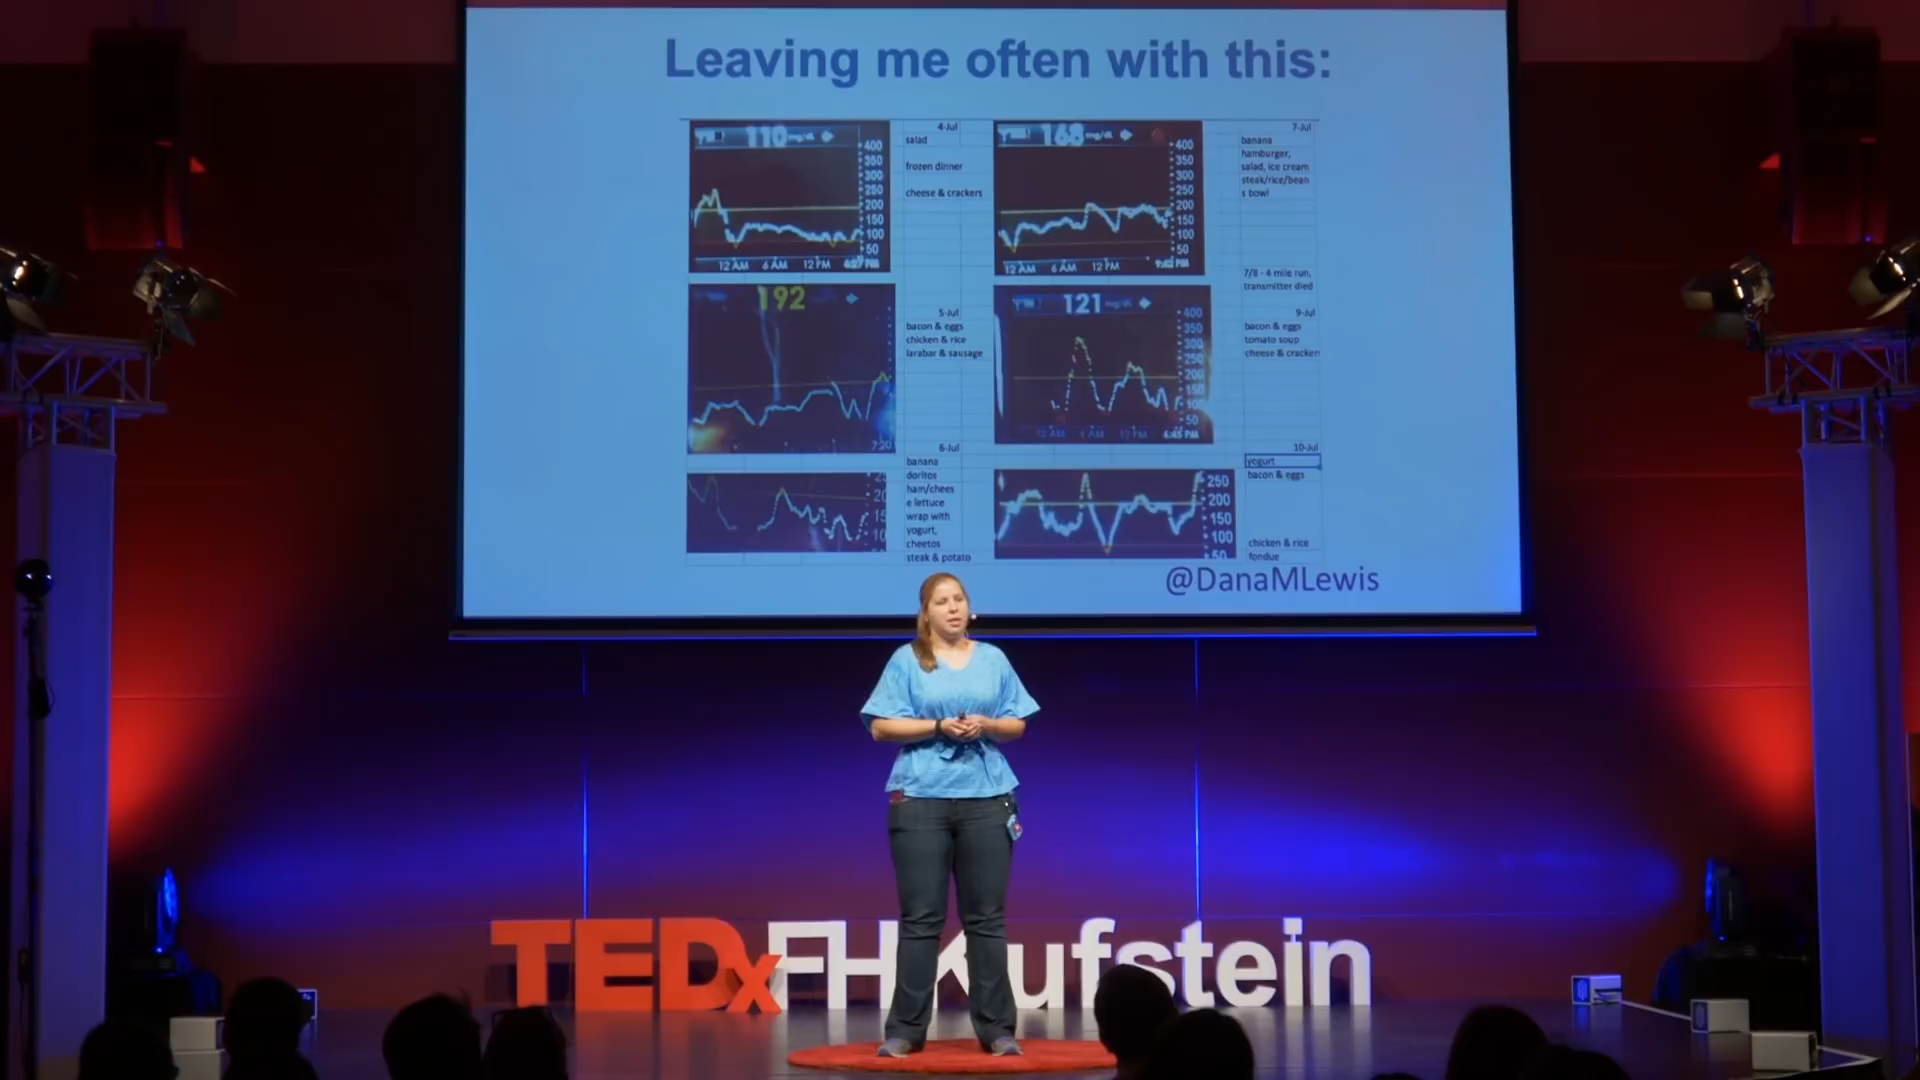 Leaving me often with this:
110 mg/dL
400
350
300
250
200
150
100
50
12 AM 6 AM 12 PM
4-Jul
salad
frozen dinner
cheese & crackers
168 mg/dL
400
350
300
250
200
150
100
50
12 AM 6 AM 12 PM
7-Jul
banana
hamburger,
salad, ice cream
steak/rice/bean
s bowl
7/8 - 4 mile run,
transmitter died
192
7:20
5-Jul
bacon & eggs
chicken & rice
larabar & sausage
121 mg/dL
400
350
300
250
200
150
100
50
12 AM 6 AM 12 PM 4:45 PM
9-Jul
bacon & eggs
tomato soup
cheese & cracker
6-Jul
banana
doritos
ham/chees
e lettuce
wrap with
yogurt,
cheetos
steak & potato
250
200
150
100
50
10-Jul
yogurt
bacon & eggs
chicken & rice
fondue
@DanaMLewis
TEDxFHKufstein